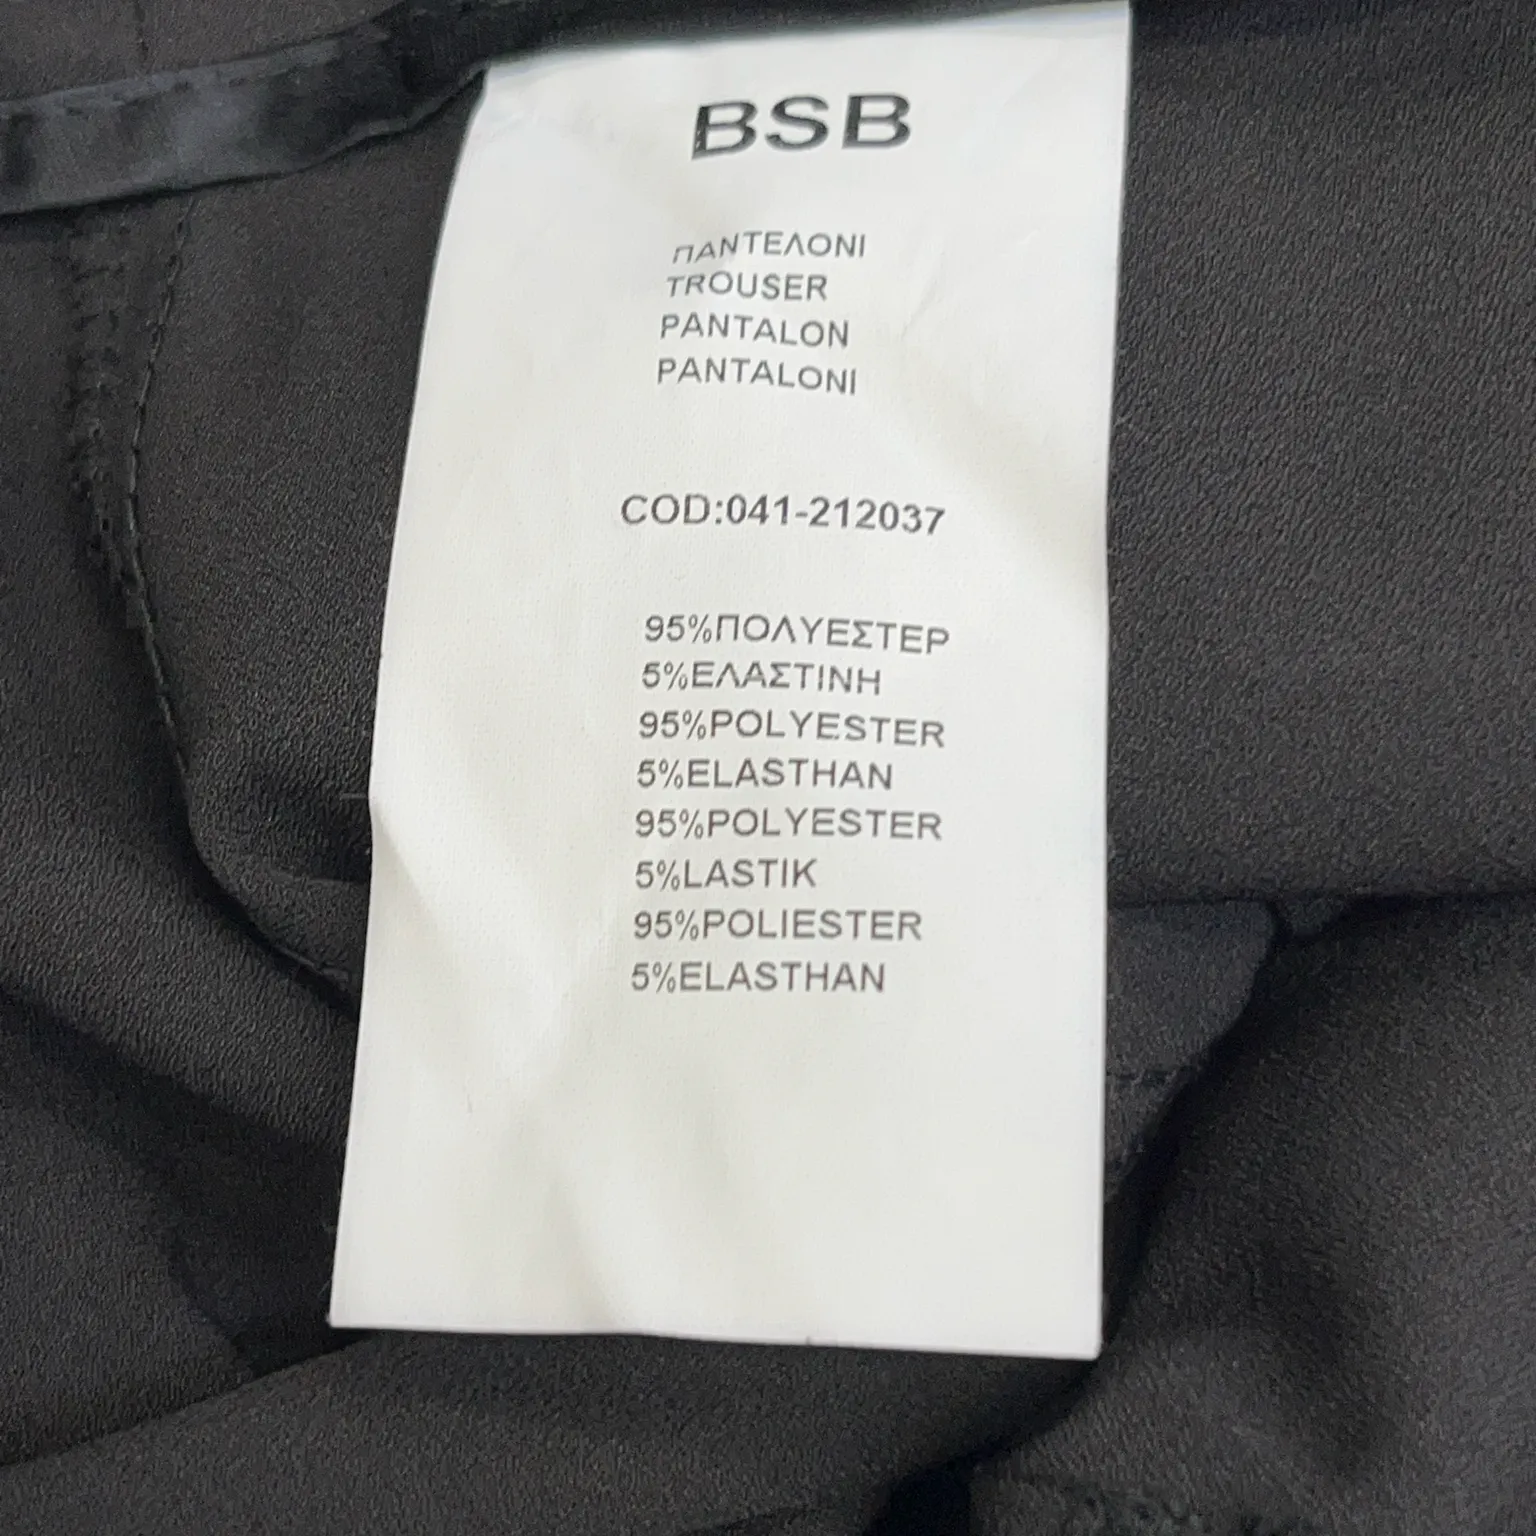 BSB
ΠΑΝΤΕΛΟΝΙ
TROUSER
PANTALON
PANTALONI
COD:041-212037
95%ΠΟΛΥΕΣΤΕΡ
5%ΕΛΑΣΤΙΝΗ
95%POLYESTER
5%ELASTHAN
95%POLYESTER
5%LASTIK
95%POLIESTER
5%ELASTHAN